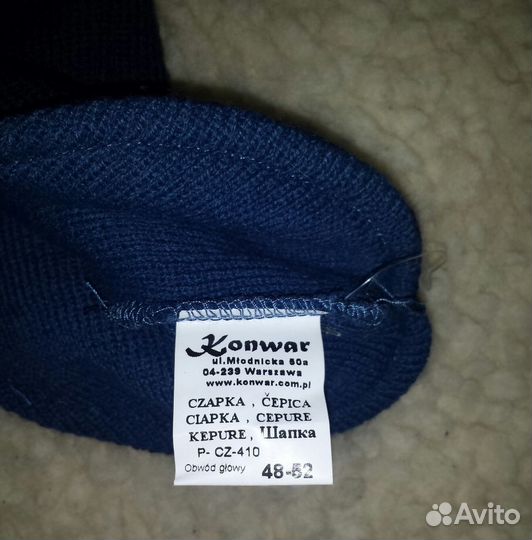 Konwar
ul.Młodnicka 60a
04-239 Warszawa
www.konwar.com.pl
CZAPKA , ČEPICA
CIAPKA , CEPURE
KEPURE, Шапка
P- CZ-410
Obwód głowy 48-52
Avito